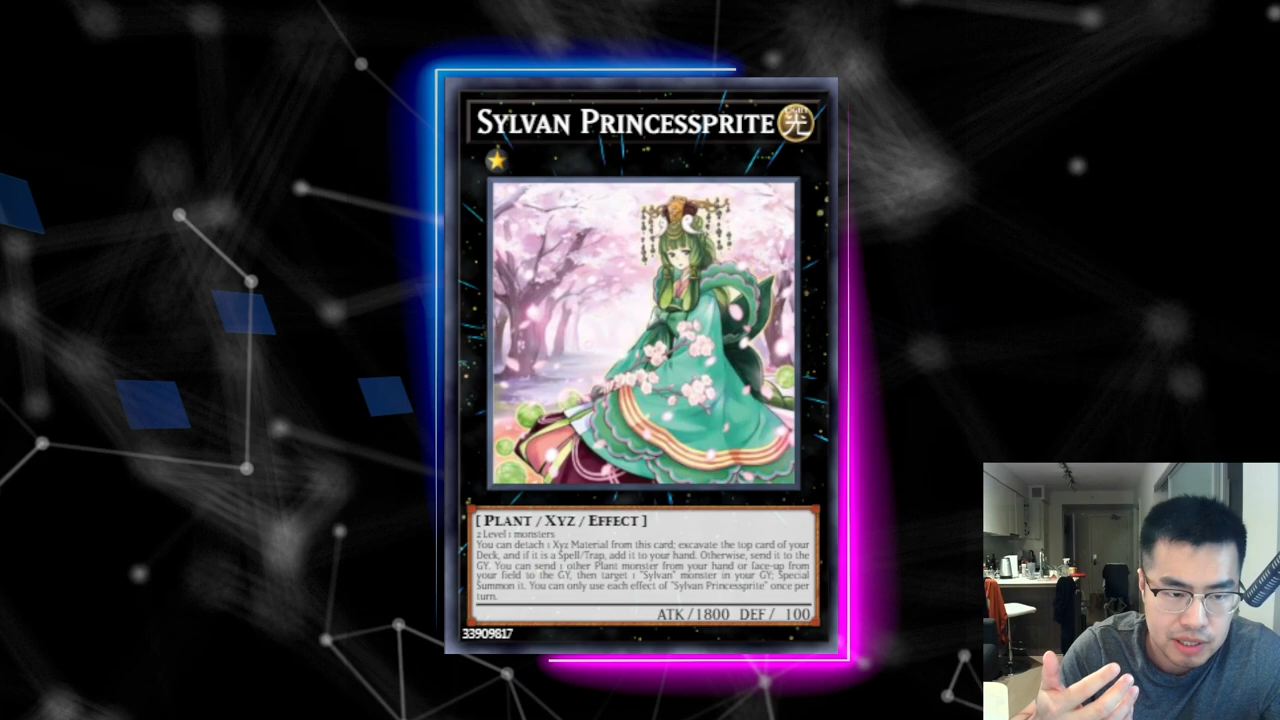 SYLVAN PRINCESSPRITE
光
[ PLANT / XYZ / EFFECT ]
2 Level 1 monsters
You can detach 1 Xyz Material from this card; excavate the top card of your
Deck, and if it is a Spell/Trap, add it to your hand. Otherwise, send it to the
GY. You can send 1 other Plant monster from your hand or face-up from
your field to the GY, then target 1 "Sylvan" monster in your GY; Special
Summon it. You can only use each effect of "Sylvan Princessprite" once per
turn.
ATK / 1800 DEF / 100
33909817